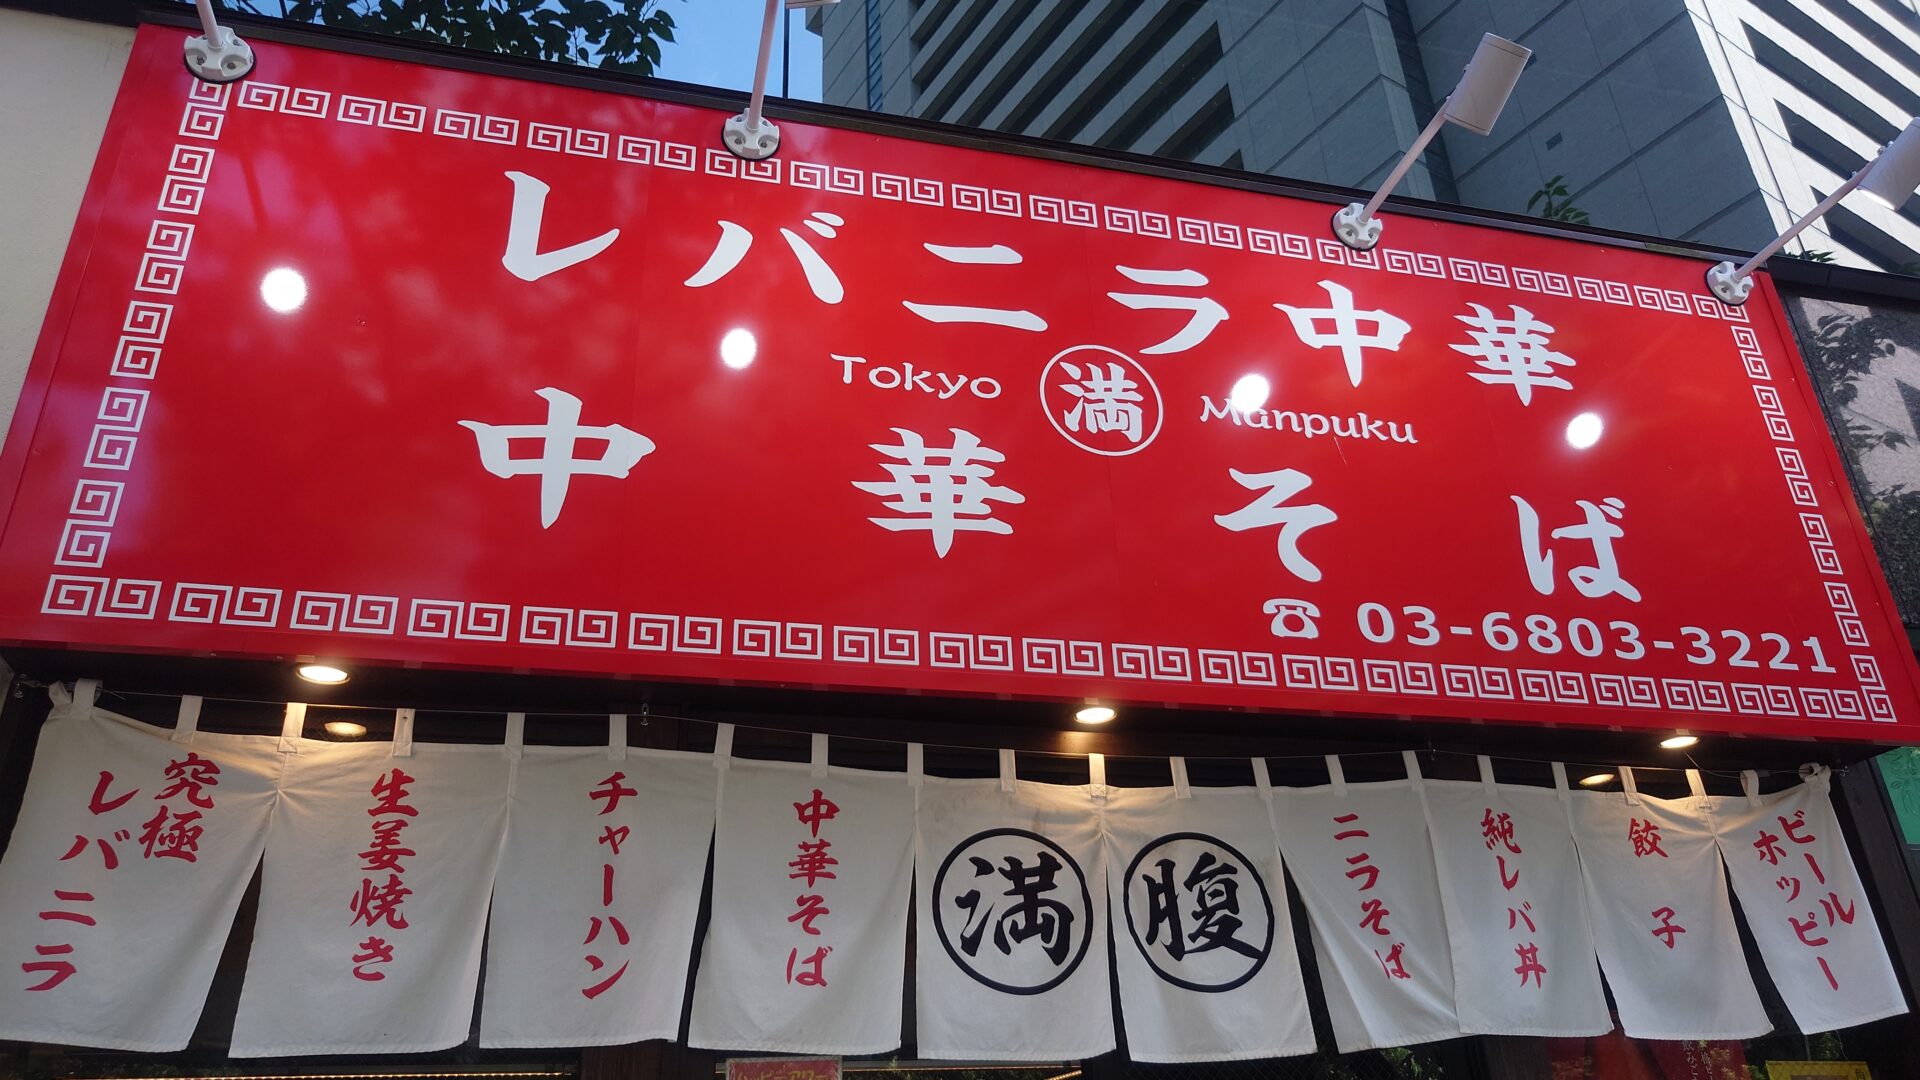 レバニラ中華
Tokyo 満 Manpuku
中華そば
☎ 03-6803-3221
究極
レバニラ
生姜焼き
チャーハン
中華そば
満
腹
ニラそば
純レバ丼
餃子
ビール
ホッピー